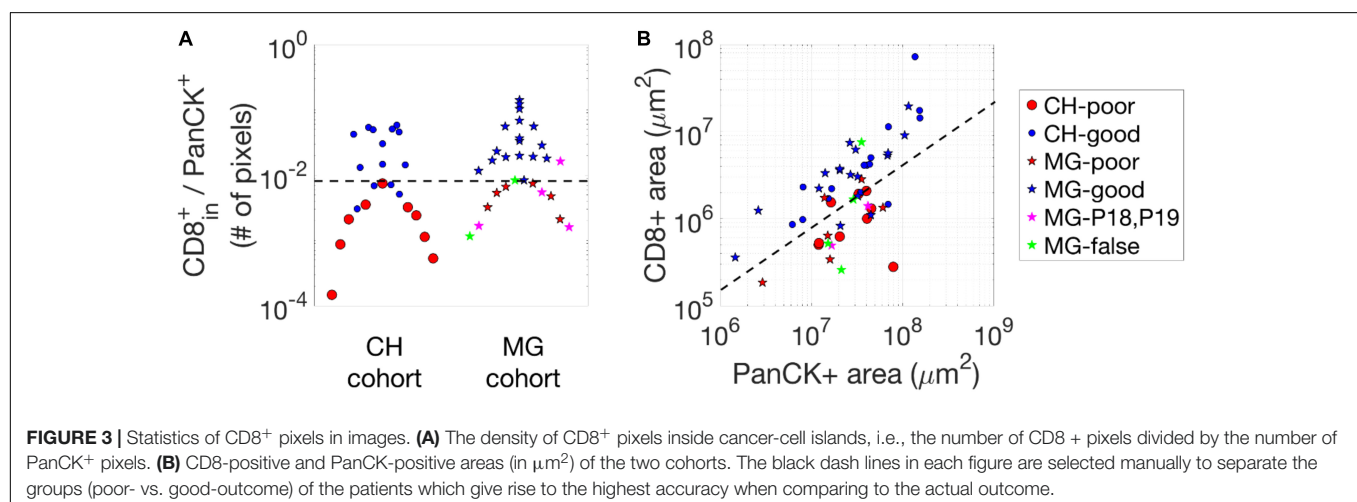 A
10^0
10^-2
10^-4
CD8^+_in / PanCK^+
(# of pixels)
CH
cohort
MG
cohort
B
10^8
10^7
10^6
10^5
CD8+ area (μm^2)
10^6 10^7 10^8 10^9
PanCK+ area (μm^2)
CH-poor
CH-good
MG-poor
MG-good
MG-P18,P19
MG-false
FIGURE 3 | Statistics of CD8^+ pixels in images. (A) The density of CD8^+ pixels inside cancer-cell islands, i.e., the number of CD8 + pixels divided by the number of
PanCK^+ pixels. (B) CD8-positive and PanCK-positive areas (in μm^2) of the two cohorts. The black dash lines in each figure are selected manually to separate the
groups (poor- vs. good-outcome) of the patients which give rise to the highest accuracy when comparing to the actual outcome.